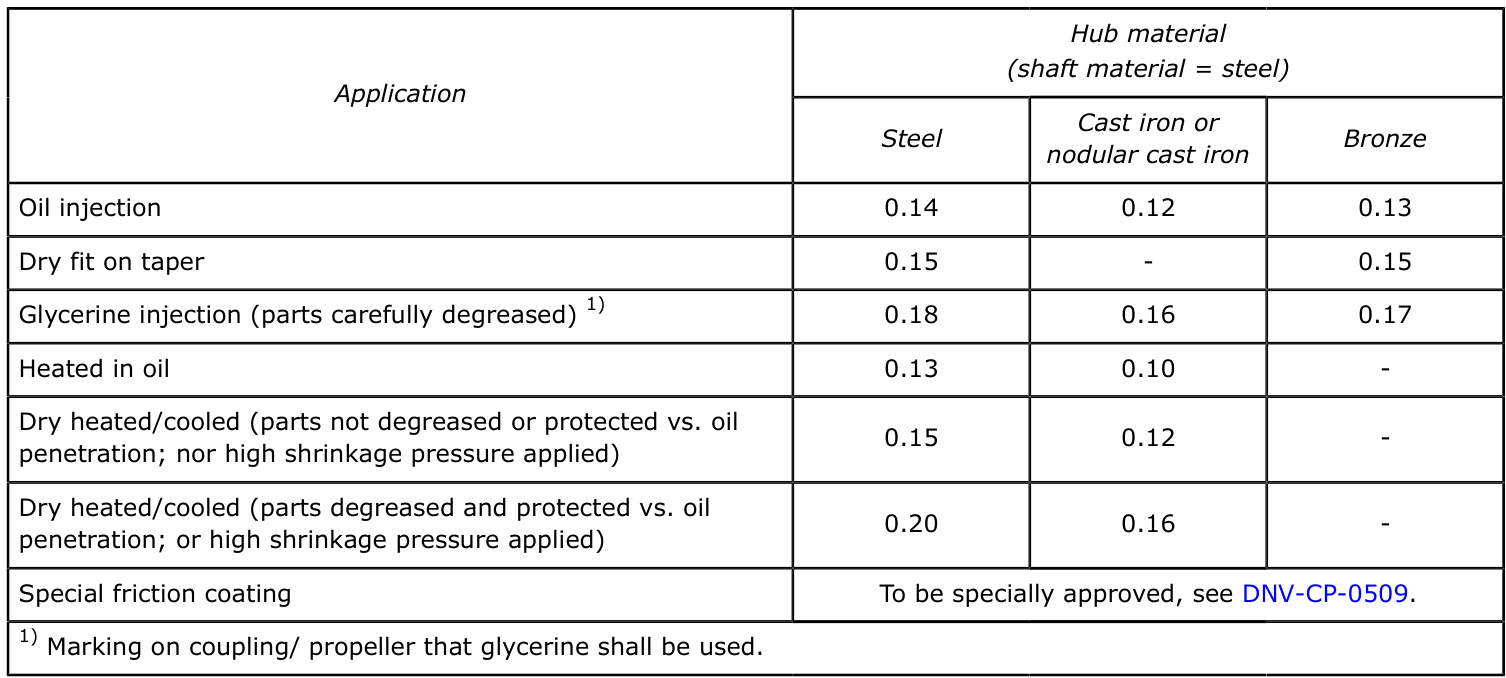 Application
Hub material
(shaft material = steel)
Steel
Cast iron or
nodular cast iron
Bronze
Oil injection 0.14 0.12 0.13
Dry fit on taper 0.15 - 0.15
Glycerine injection (parts carefully degreased) 1) 0.18 0.16 0.17
Heated in oil 0.13 0.10 -
Dry heated/cooled (parts not degreased or protected vs. oil
penetration; nor high shrinkage pressure applied) 0.15 0.12 -
Dry heated/cooled (parts degreased and protected vs. oil
penetration; or high shrinkage pressure applied) 0.20 0.16 -
Special friction coating To be specially approved, see DNV-CP-0509.
1) Marking on coupling/ propeller that glycerine shall be used.